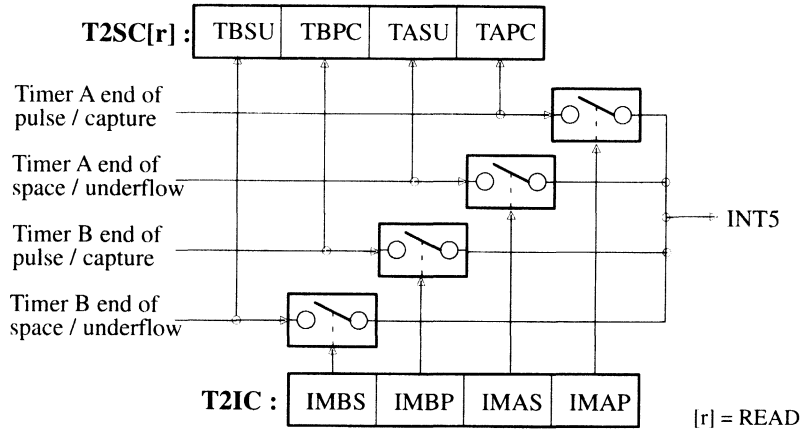 T2SC[r] : TBSU TBPC TASU TAPC
Timer A end of
pulse / capture
Timer A end of
space / underflow
INT5
Timer B end of
pulse / capture
Timer B end of
space / underflow
T2IC : IMBS IMBP IMAS IMAP
[r] = READ